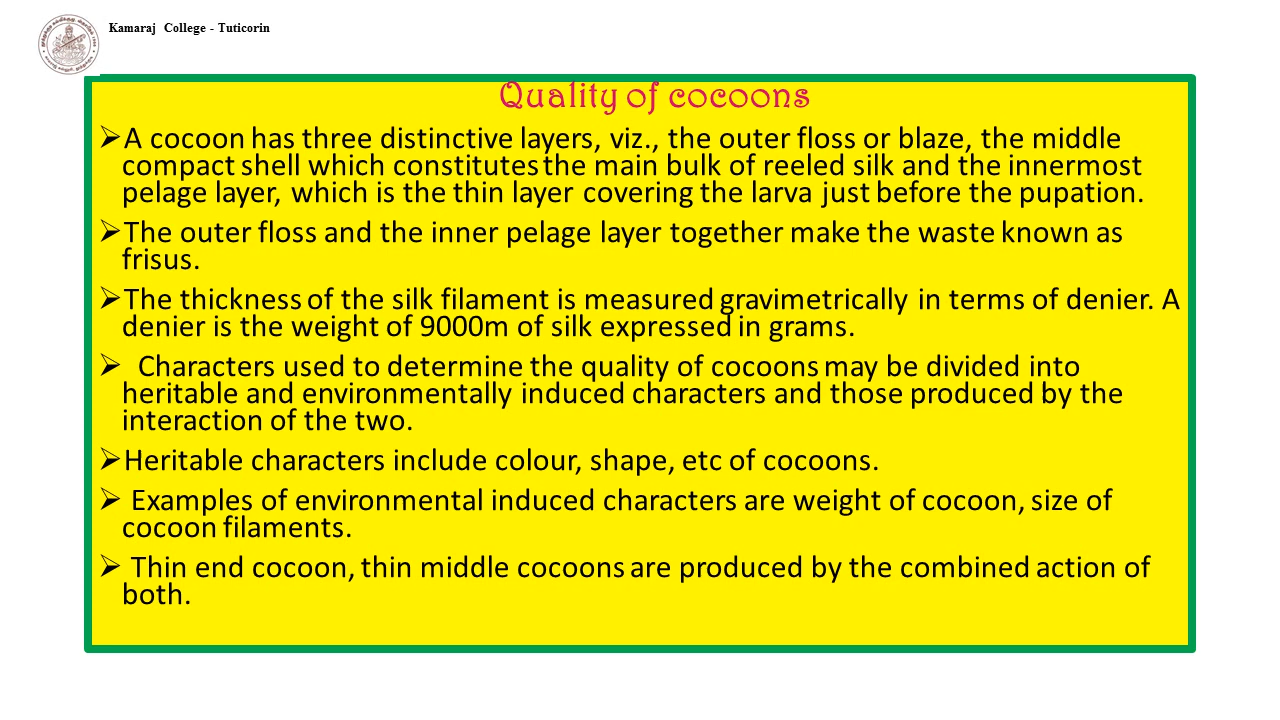 Kamaraj College - Tuticorin
Quality of cocoons
➢A cocoon has three distinctive layers, viz., the outer floss or blaze, the middle
compact shell which constitutes the main bulk of reeled silk and the innermost
pelage layer, which is the thin layer covering the larva just before the pupation.
➢The outer floss and the inner pelage layer together make the waste known as
frisus.
➢The thickness of the silk filament is measured gravimetrically in terms of denier. A
denier is the weight of 9000m of silk expressed in grams.
➢ Characters used to determine the quality of cocoons may be divided into
heritable and environmentally induced characters and those produced by the
interaction of the two.
➢Heritable characters include colour, shape, etc of cocoons.
➢ Examples of environmental induced characters are weight of cocoon, size of
cocoon filaments.
➢ Thin end cocoon, thin middle cocoons are produced by the combined action of
both.